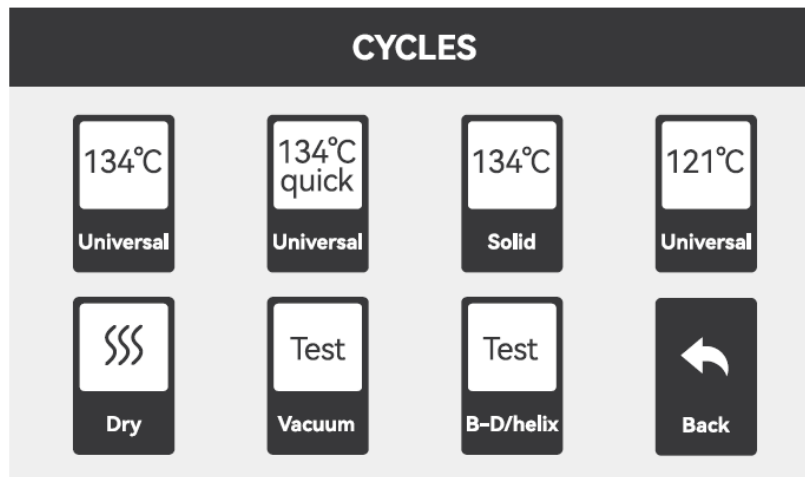 CYCLES
134°C
Universal
134°C
quick
Universal
134°C
Solid
121°C
Universal
Dry
Test
Vacuum
Test
B-D/helix
Back